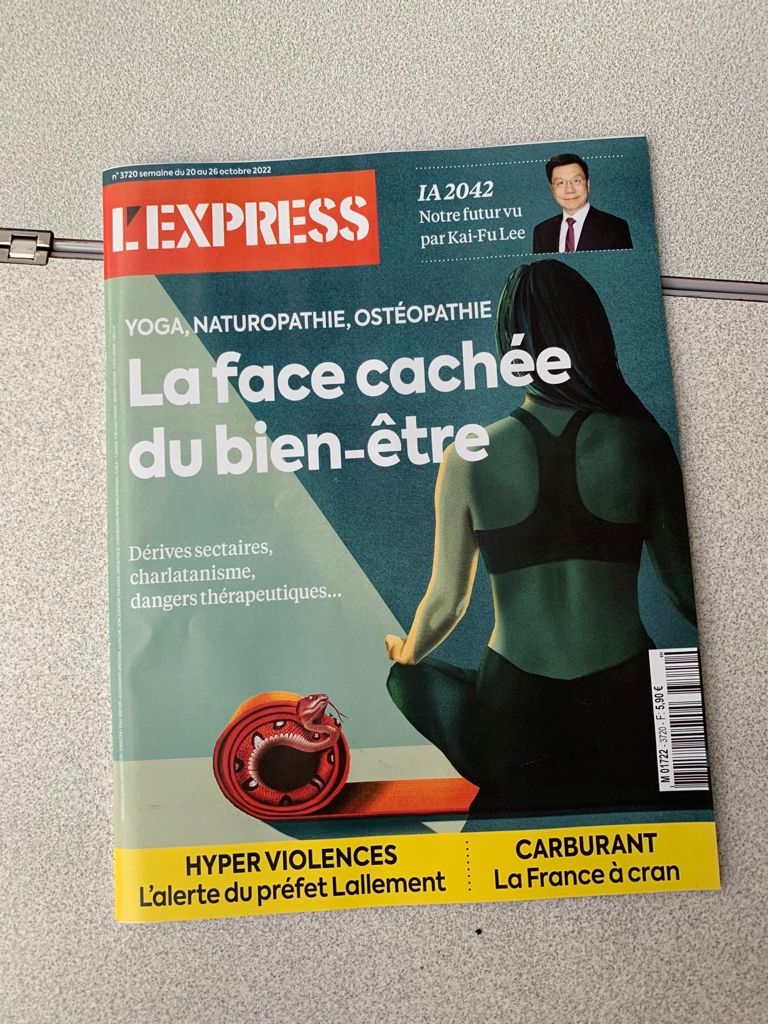 n° 3720 semaine du 20 au 26 octobre 2022
L'EXPRESS
IA 2042
Notre futur vu
par Kai-Fu Lee
YOGA, NATUROPATHIE, OSTÉOPATHIE
La face cachée
du bien-être
Dérives sectaires,
charlatanisme,
dangers thérapeutiques...
M 01722 - 3720 - F: 5,90 €
HYPER VIOLENCES
L'alerte du préfet Lallement
CARBURANT
La France à cran